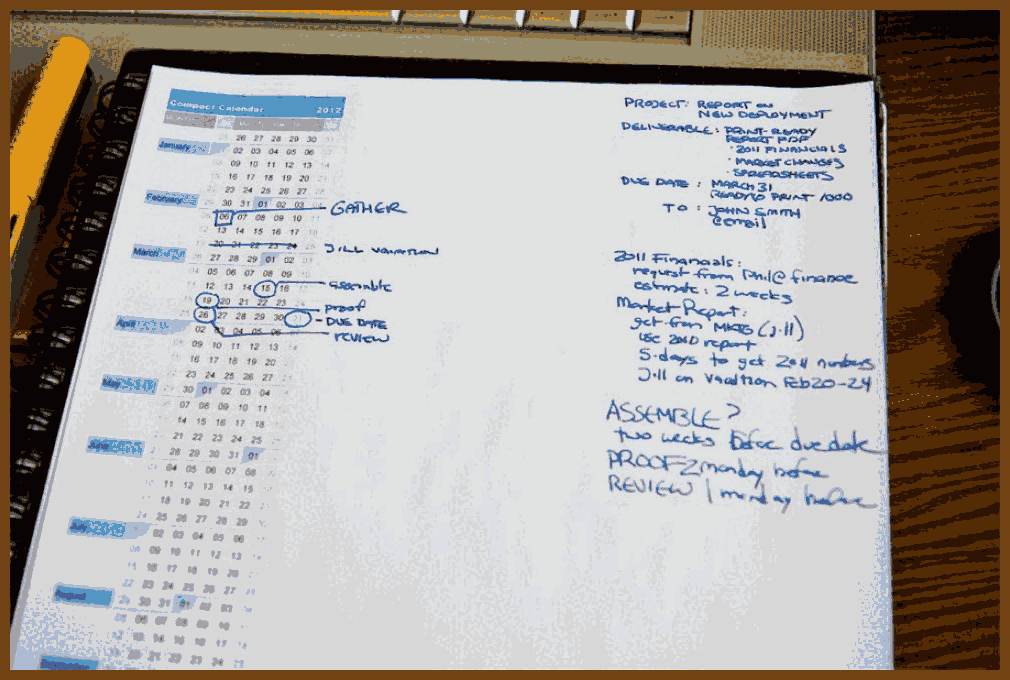 Compact Calendar 2012
January
26 27 28 29 30
02 03 04 05 06
09 10 11 12 13
16 17 18 19 20
23 24 25 26 27
February
30 31 01 02 03
06 07 08 09 10
13 14 15 16 17
20 21 22 23 24
March
27 28 29 01 02
05 06 07 08 09
12 13 14 15 16
19 20 21 22 23
26 27 28 29 30 31
April
02 03 04 05 06
09 10 11 12 13
16 17 18 19 20
23 24 25 26 27
May
30 01 02 03 04
07 08 09 10 11
14 15 16 17 18
21 22 23 24 25
28 29 30 31 01
04 05 06 07 08
11 12 13 14 15
18 19 20 21 22
25 26 27 28 29
July
02 03 04 05 06
09 10 11 12 13
16 17 18 19 20
23 24 25 26 27
August
30 31 01 02 03
06 07 08 09 10
13 14 15 16 17
20 21 22 23 24
GATHER
JILL VACATION
assemble
proof
DUE DATE
REVIEW
PROJECT: REPORT ON
NEW DEPLOYMENT
DELIVERABLE: PRINT-READY
REPORT PDF
· 2011 FINANCIALS
· MARKET CHANGES
· SPREADSHEETS
DUE DATE: MARCH 31
READY TO PRINT 1000
TO: JOHN SMITH
@email
2011 Financials:
request from Phil@finance
estimate: 2 weeks
Market Report:
get from MKTG (Jill)
use 2010 report
5-days to get 2011 numbers
Jill on vacation Feb 20-24
ASSEMBLE?
two weeks before due date
PROOF 2 monday before
REVIEW 1 monday before